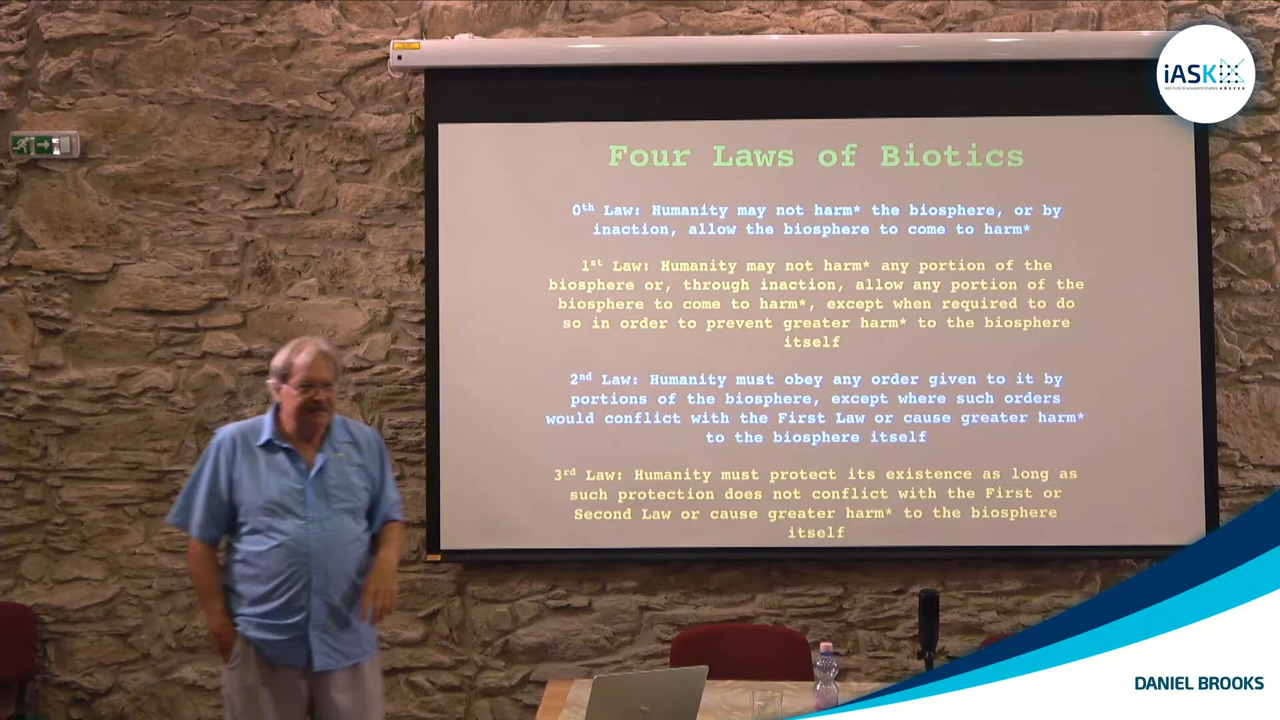 iASK
INSTITUTE OF ADVANCED STUDIES KŐSZEG
Four Laws of Biotics
0th Law: Humanity may not harm* the biosphere, or by
inaction, allow the biosphere to come to harm*
1st Law: Humanity may not harm* any portion of the
biosphere or, through inaction, allow any portion of the
biosphere to come to harm*, except when required to do
so in order to prevent greater harm* to the biosphere
itself
2nd Law: Humanity must obey any order given to it by
portions of the biosphere, except where such orders
would conflict with the First Law or cause greater harm*
to the biosphere itself
3rd Law: Humanity must protect its existence as long as
such protection does not conflict with the First or
Second Law or cause greater harm* to the biosphere
itself
DANIEL BROOKS